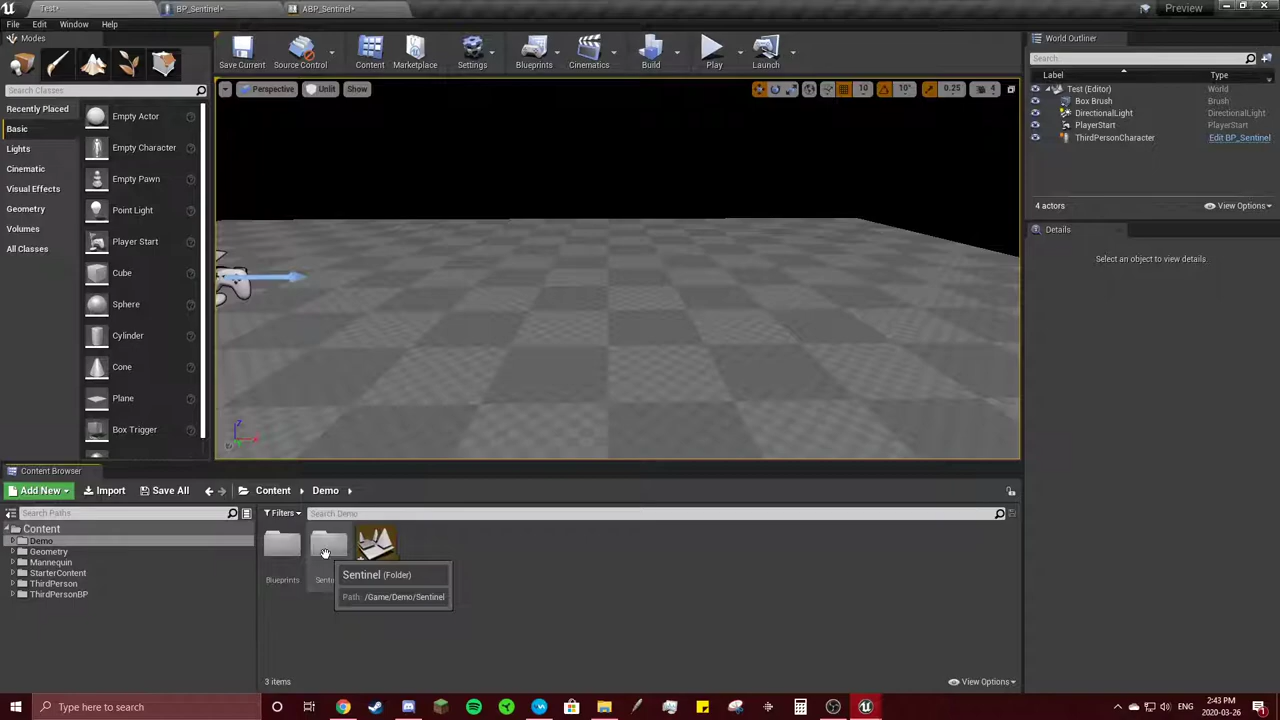 Test*
BP_Sentinel*
ABP_Sentinel*
Preview
File Edit Window Help
Modes
Search Classes
Recently Placed
Basic
Lights
Cinematic
Visual Effects
Geometry
Volumes
All Classes
Empty Actor
Empty Character
Empty Pawn
Point Light
Player Start
Cube
Sphere
Cylinder
Cone
Plane
Box Trigger
Save Current
Source Control
Content
Marketplace
Settings
Blueprints
Cinematics
Build
Play
Launch
Perspective
Unlit
Show
10
10°
0.25
4
Z
X
World Outliner
Search...
Label Type
Test (Editor) World
Box Brush Brush
DirectionalLight DirectionalLight
PlayerStart PlayerStart
ThirdPersonCharacter Edit BP_Sentinel
4 actors
View Options
Details
Select an object to view details.
Content Browser
Add New
Import
Save All
Content
Demo
Search Paths
Content
Demo
Geometry
Mannequin
StarterContent
ThirdPerson
ThirdPersonBP
Filters
Search Demo
Blueprints
Sentinel (Folder)
Path: /Game/Demo/Sentinel
3 items
View Options
Type here to search
2:43 PM
2020-03-26